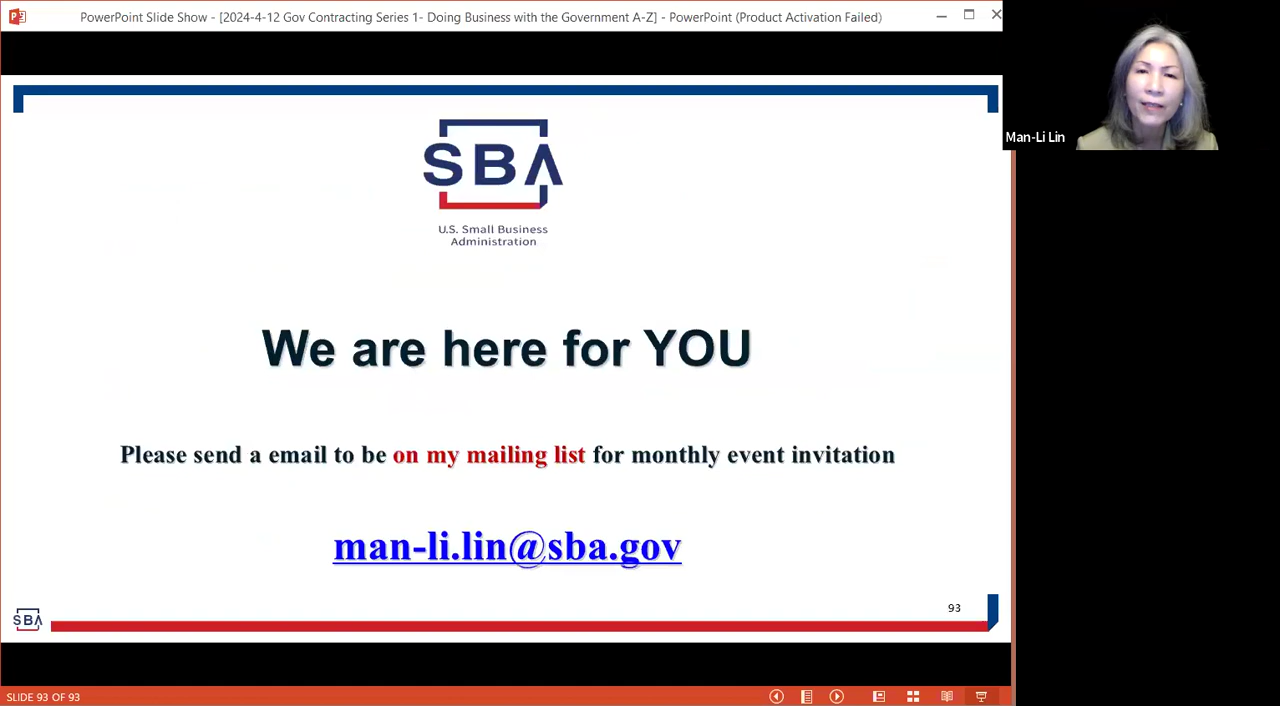 PowerPoint Slide Show - [2024-4-12 Gov Contracting Series 1- Doing Business with the Government A-Z] - PowerPoint (Product Activation Failed)
Man-Li Lin
SBA
U.S. Small Business
Administration
We are here for YOU
Please send a email to be on my mailing list for monthly event invitation
man-li.lin@sba.gov
93
SBA
SLIDE 93 OF 93